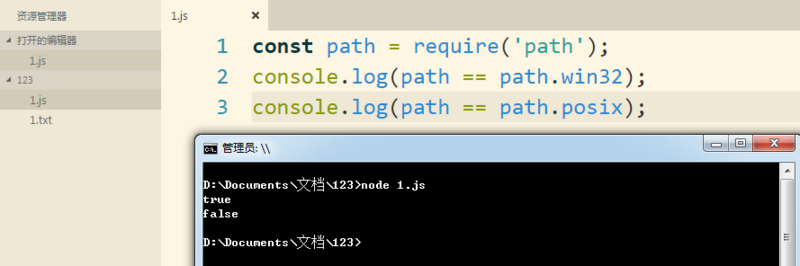 资源管理器
1.js
打开的编辑器
1.js
123
1.js
1.txt
1 const path = require('path');
2 console.log(path == path.win32);
3 console.log(path == path.posix);
管理员: \\
D:\Documents\文档\123>node 1.js
true
false
D:\Documents\文档\123>